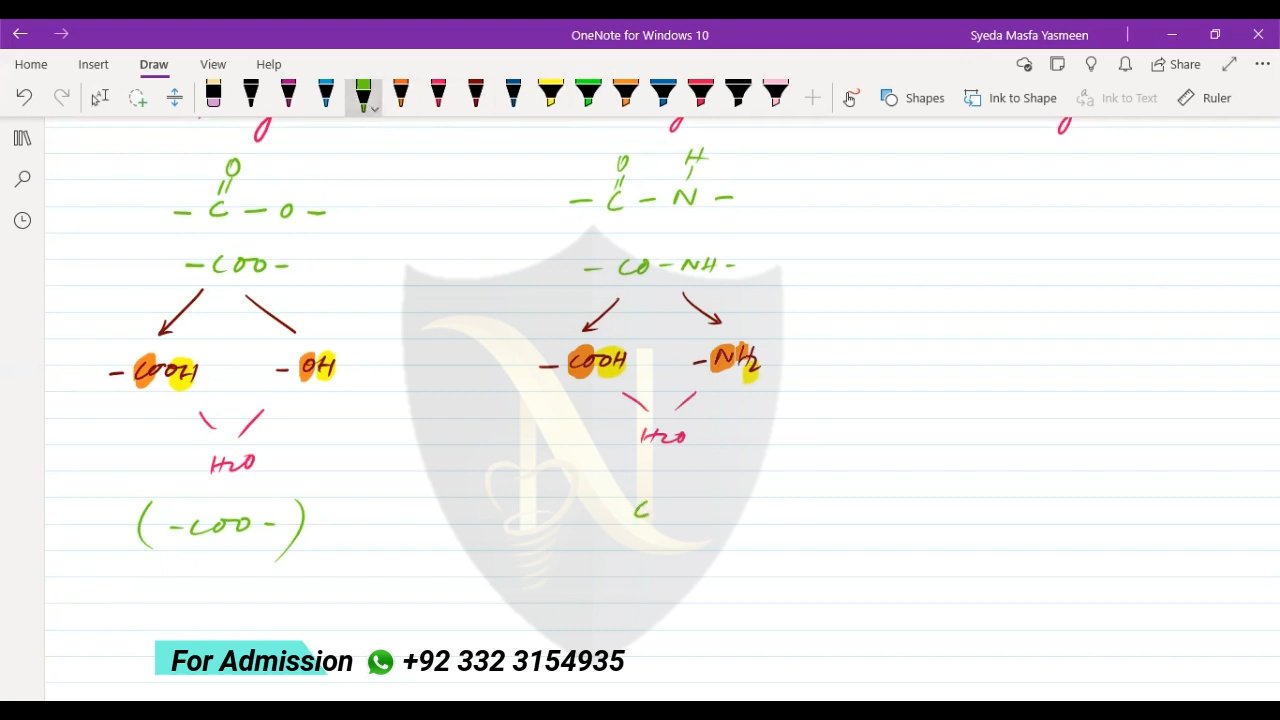 OneNote for Windows 10
Syeda Masfa Yasmeen
Home Insert Draw View Help
Share
Shapes Ink to Shape Ink to Text Ruler
O O H
= C - O - - C - N -
- COO - - CO - NH -
- COOH - OH - COOH - NH2
H2O H2O
(- COO -) C
For Admission +92 332 3154935